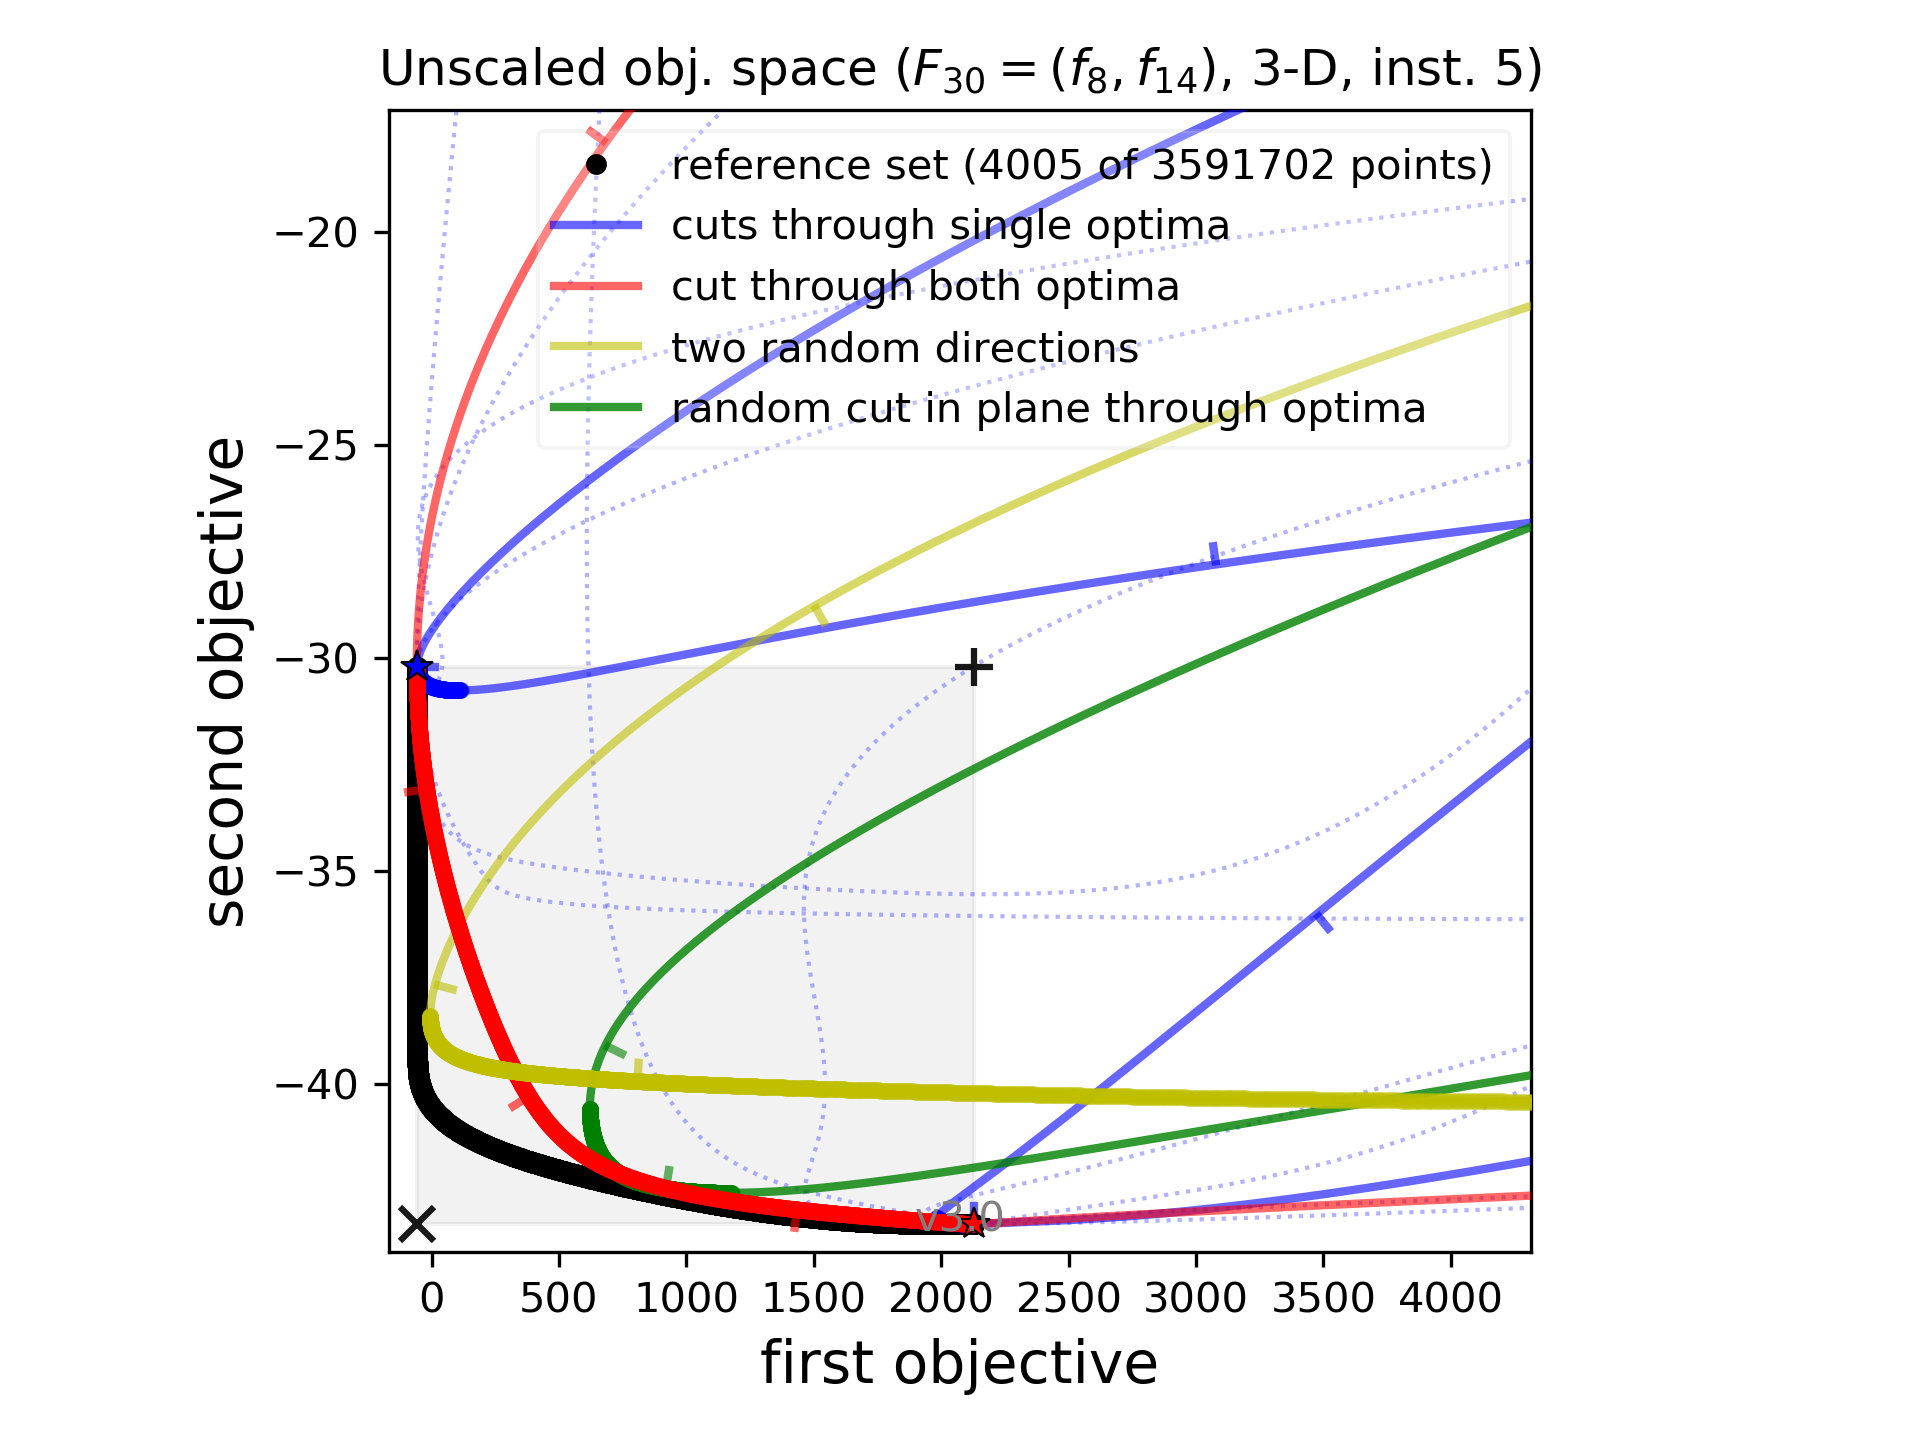 Unscaled obj. space (F₃₀ = (f₈, f₁₄), 3-D, inst. 5)
reference set (4005 of 3591702 points)
cuts through single optima
cut through both optima
two random directions
random cut in plane through optima
second objective
−20
−25
−30
−35
−40
v3.0
0 500 1000 1500 2000 2500 3000 3500 4000
first objective